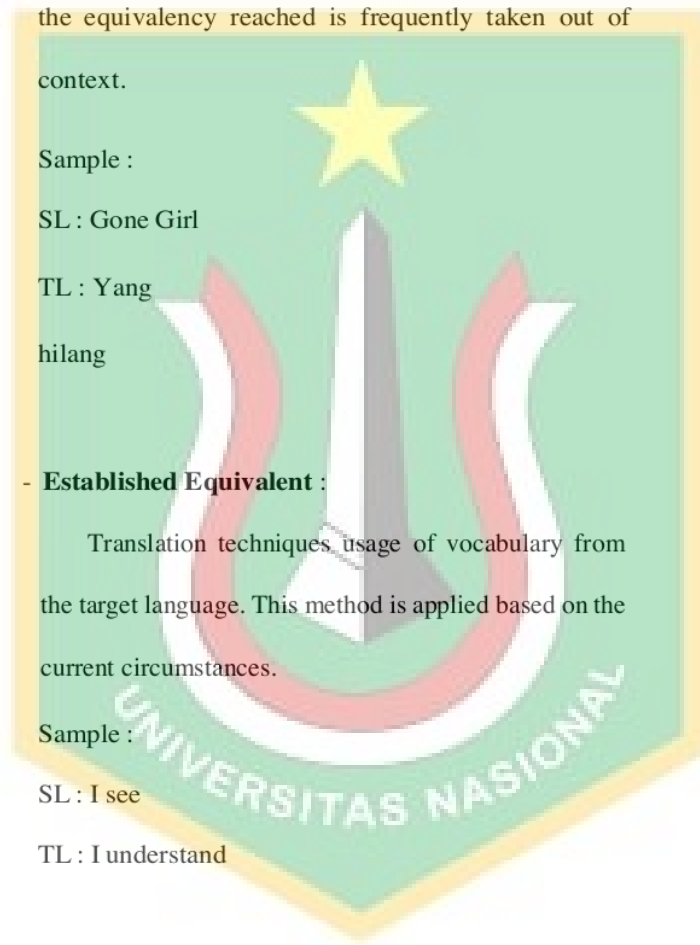 the equivalency reached is frequently taken out of
context.
Sample :
SL : Gone Girl
TL : Yang
hilang
- Established Equivalent :
Translation techniques usage of vocabulary from
the target language. This method is applied based on the
current circumstances.
Sample :
SL : I see
TL : I understand
UNIVERSITAS NASIONAL